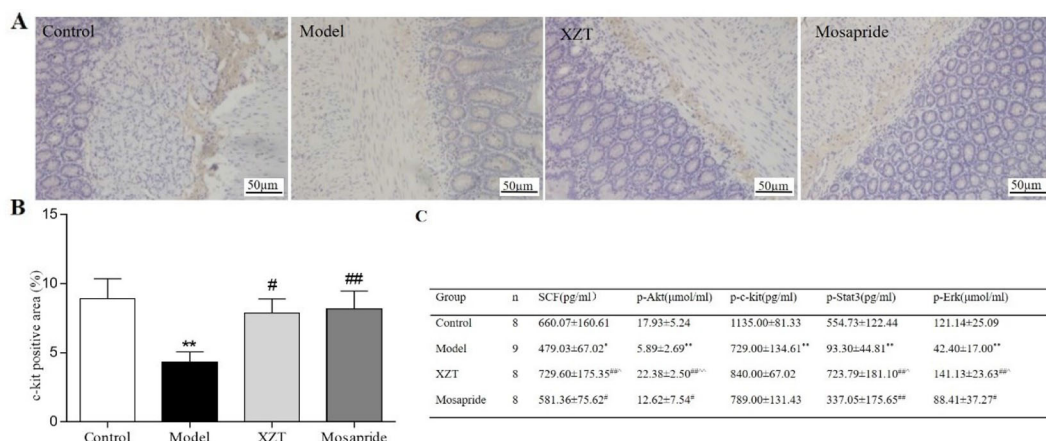 A
Control
Model
XZT
Mosapride
50μm
50μm
50μm
50μm
B
15
10
5
0
c-kit positive area (%)
**
#
##
Control
Model
XZT
Mosapride
C
Group n SCF(pg/ml) p-Akt(μmol/ml) p-c-kit(pg/ml) p-Stat3(pg/ml) p-Erk(μmol/ml)
Control 8 660.07±160.61 17.93±5.24 1135.00±81.33 554.73±122.44 121.14±25.09
Model 9 479.03±67.02* 5.89±2.69** 729.00±134.61** 93.30±44.81** 42.40±17.00**
XZT 8 729.60±175.35##^ 22.38±2.50##^^ 840.00±67.02 723.79±181.10##^ 141.13±23.63##^
Mosapride 8 581.36±75.62# 12.62±7.54# 789.00±131.43 337.05±175.65## 88.41±37.27#